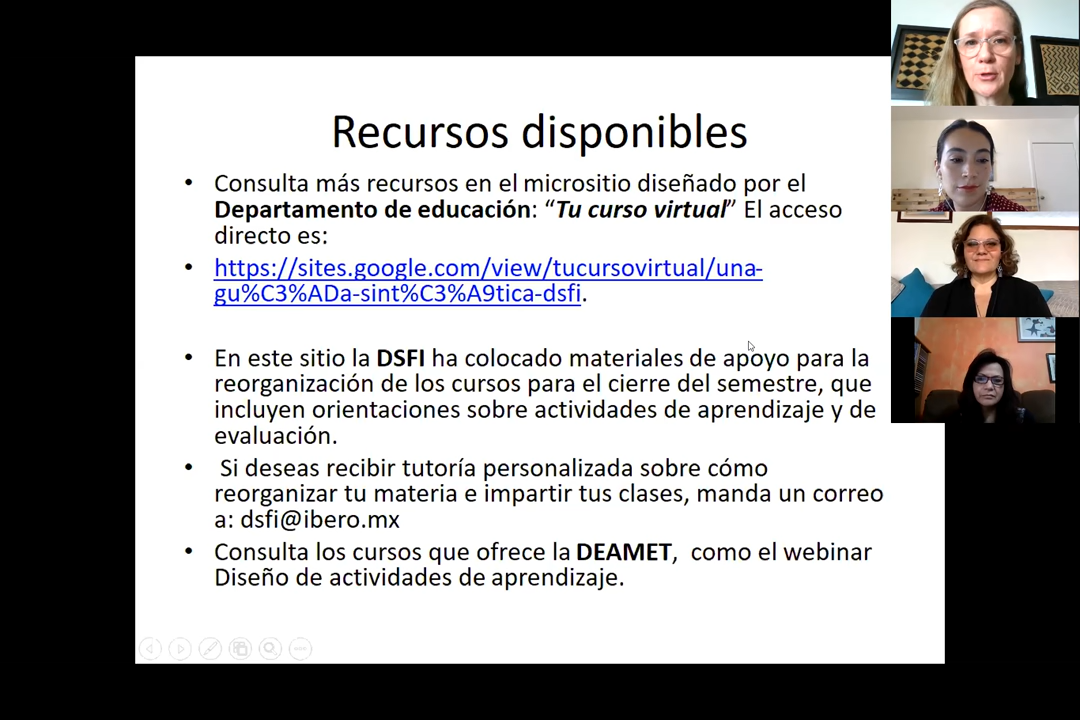 Recursos disponibles
• Consulta más recursos en el micrositio diseñado por el
Departamento de educación: “Tu curso virtual” El acceso
directo es:
• https://sites.google.com/view/tucursovirtual/una-
gu%C3%ADa-sint%C3%A9tica-dsfi.
• En este sitio la DSFI ha colocado materiales de apoyo para la
reorganización de los cursos para el cierre del semestre, que
incluyen orientaciones sobre actividades de aprendizaje y de
evaluación.
• Si deseas recibir tutoría personalizada sobre cómo
reorganizar tu materia e impartir tus clases, manda un correo
a: dsfi@ibero.mx
• Consulta los cursos que ofrece la DEAMET, como el webinar
Diseño de actividades de aprendizaje.